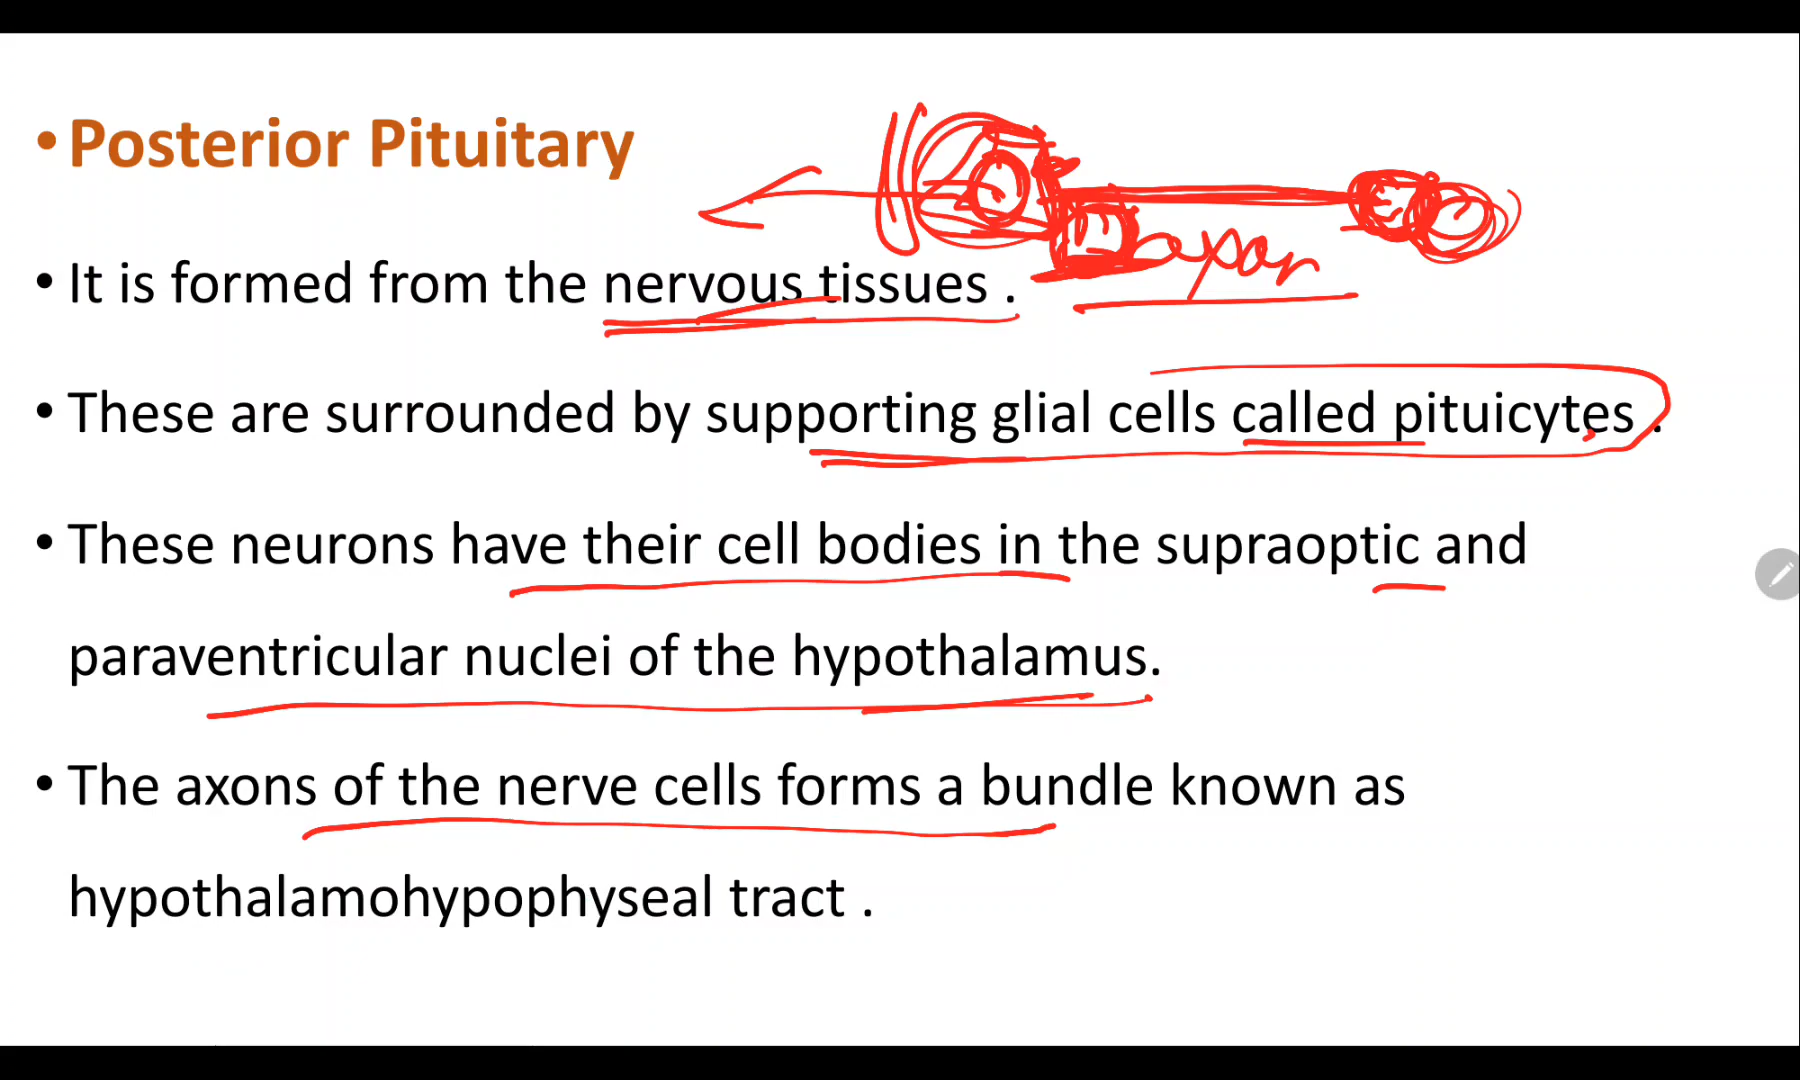 • Posterior Pituitary
axon
• It is formed from the nervous tissues .
• These are surrounded by supporting glial cells called pituicytes .
• These neurons have their cell bodies in the supraoptic and
paraventricular nuclei of the hypothalamus.
• The axons of the nerve cells forms a bundle known as
hypothalamohypophyseal tract .